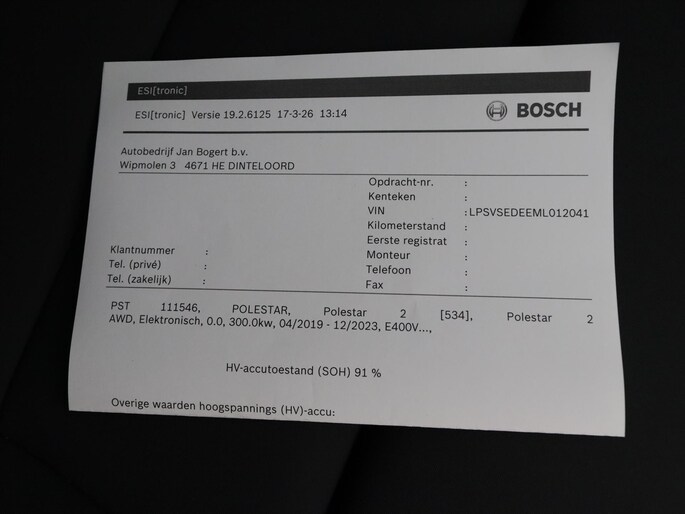 ESI[tronic]
ESI[tronic] Versie 19.2.6125 17-3-26 13:14
BOSCH
Autobedrijf Jan Bogert b.v.
Wipmolen 3 4671 HE DINTELOORD
Opdracht-nr. :
Kenteken :
VIN :LPSVSEDEEML012041
Kilometerstand :
Eerste registrat :
Klantnummer : Monteur :
Tel. (privé) : Telefoon :
Tel. (zakelijk) : Fax :
PST 111546, POLESTAR, Polestar 2 [534], Polestar 2
AWD, Elektronisch, 0.0, 300.0kw, 04/2019 - 12/2023, E400V...,
HV-accutoestand (SOH) 91 %
Overige waarden hoogspannings (HV)-accu: